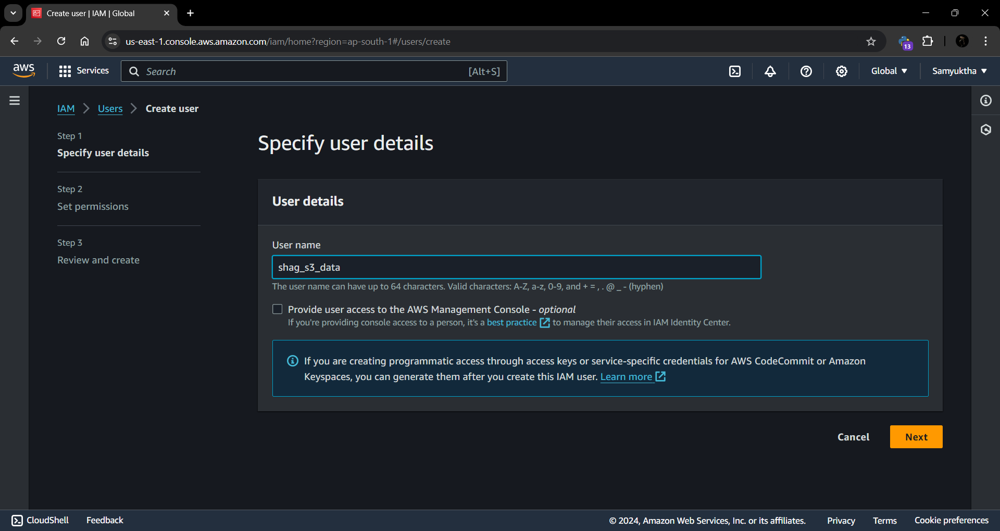 Create user | IAM | Global
us-east-1.console.aws.amazon.com/iam/home?region=ap-south-1#/users/create
13
aws
Services
Search
[Alt+S]
Global
Samyuktha
IAM
Users
Create user
Step 1
Specify user details
Step 2
Set permissions
Step 3
Review and create
Specify user details
User details
User name
shag_s3_data
The user name can have up to 64 characters. Valid characters: A-Z, a-z, 0-9, and + = , . @ _ - (hyphen)
Provide user access to the AWS Management Console - optional
If you're providing console access to a person, it's a best practice to manage their access in IAM Identity Center.
If you are creating programmatic access through access keys or service-specific credentials for AWS CodeCommit or Amazon
Keyspaces, you can generate them after you create this IAM user. Learn more
Cancel
Next
CloudShell
Feedback
© 2024, Amazon Web Services, Inc. or its affiliates.
Privacy
Terms
Cookie preferences